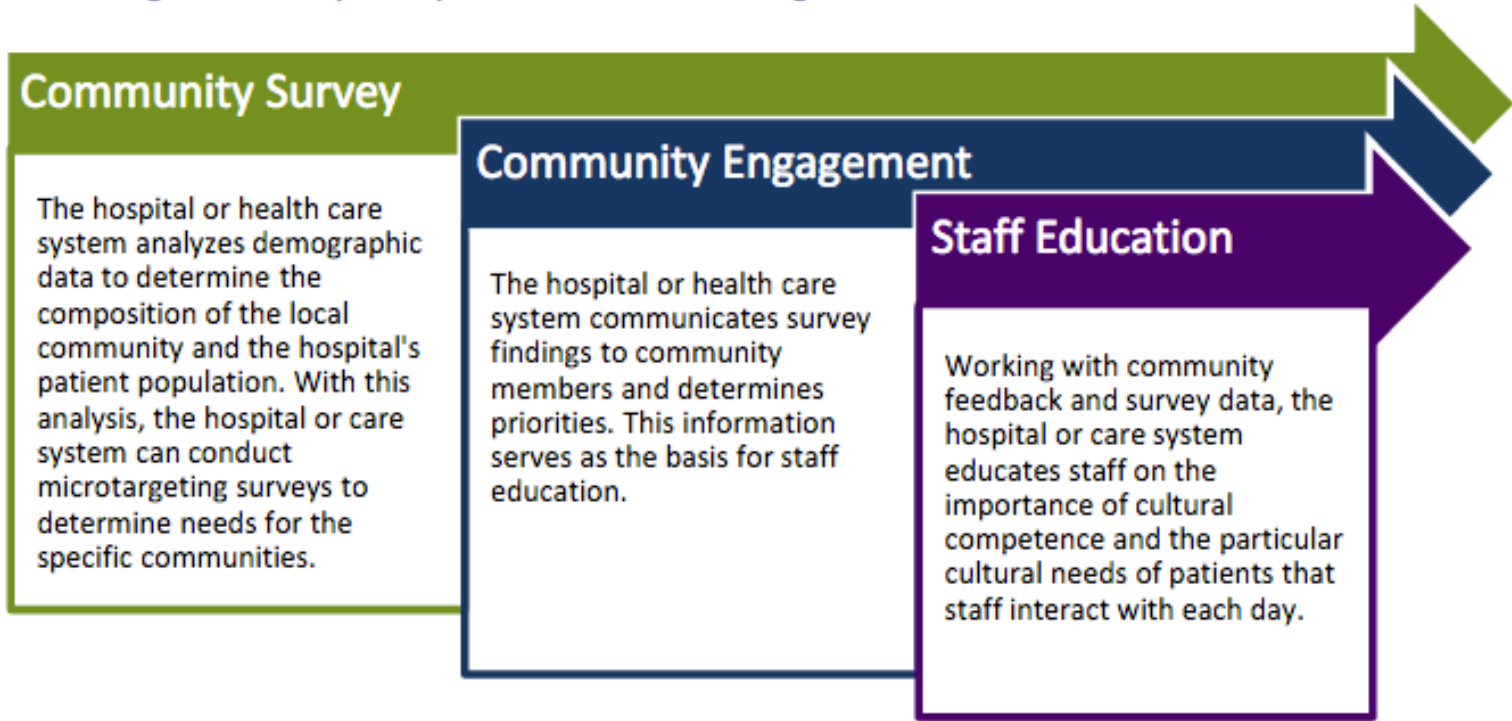 Community Survey
The hospital or health care
system analyzes demographic
data to determine the
composition of the local
community and the hospital's
patient population. With this
analysis, the hospital or care
system can conduct
microtargeting surveys to
determine needs for the
specific communities.
Community Engagement
The hospital or health care
system communicates survey
findings to community
members and determines
priorities. This information
serves as the basis for staff
education.
Staff Education
Working with community
feedback and survey data, the
hospital or care system
educates staff on the
importance of cultural
competence and the particular
cultural needs of patients that
staff interact with each day.